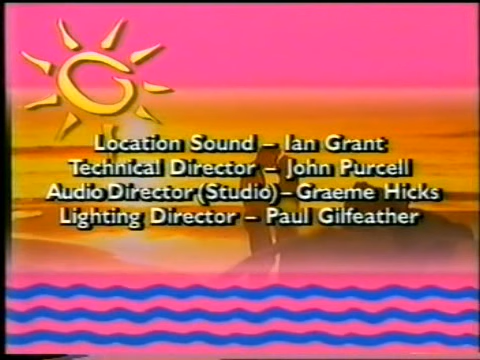 Location Sound – Ian Grant
Technical Director – John Purcell
Audio Director (Studio) – Graeme Hicks
Lighting Director – Paul Gilfeather